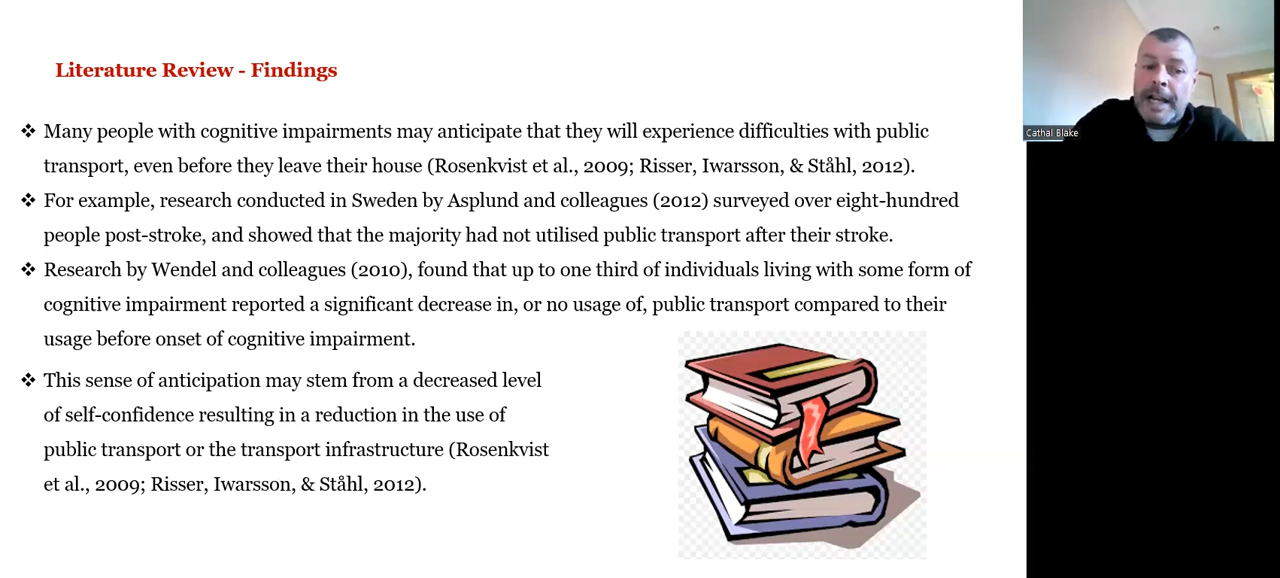 Literature Review - Findings
❖ Many people with cognitive impairments may anticipate that they will experience difficulties with public
transport, even before they leave their house (Rosenkvist et al., 2009; Risser, Iwarsson, & Ståhl, 2012).
❖ For example, research conducted in Sweden by Asplund and colleagues (2012) surveyed over eight-hundred
people post-stroke, and showed that the majority had not utilised public transport after their stroke.
❖ Research by Wendel and colleagues (2010), found that up to one third of individuals living with some form of
cognitive impairment reported a significant decrease in, or no usage of, public transport compared to their
usage before onset of cognitive impairment.
❖ This sense of anticipation may stem from a decreased level
of self-confidence resulting in a reduction in the use of
public transport or the transport infrastructure (Rosenkvist
et al., 2009; Risser, Iwarsson, & Ståhl, 2012).
Cathal Blake